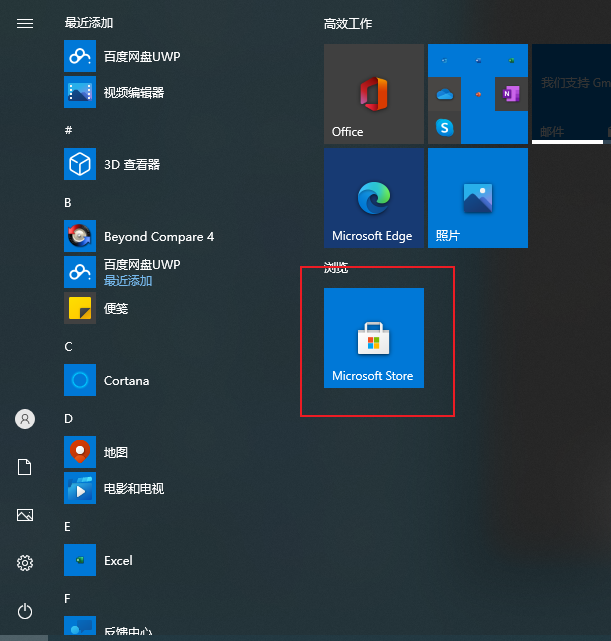 最近添加
百度网盘UWP
视频编辑器
#
3D 查看器
B
Beyond Compare 4
百度网盘UWP
最近添加
便笺
C
Cortana
D
地图
电影和电视
E
Excel
F
反馈中心
高效工作
Office
我们支持 Gm
邮件
Microsoft Edge
照片
浏览
Microsoft Store